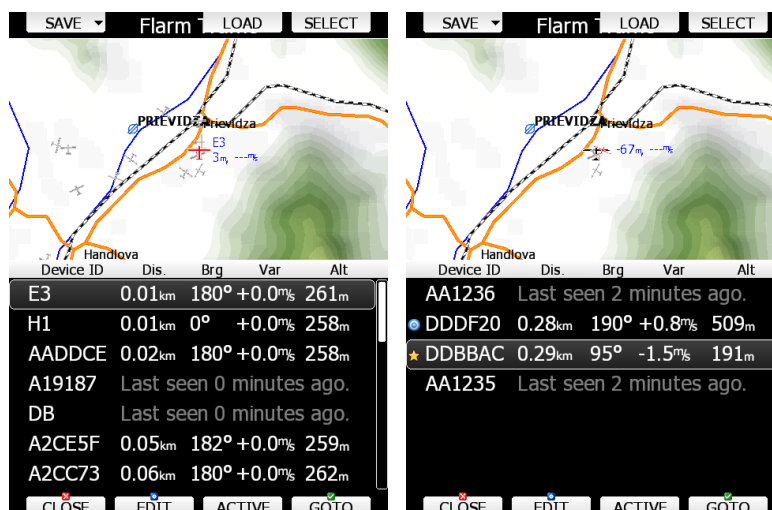 SAVE Flarm T LOAD SELECT
PRIEVIDZA
Prievidza
E3
3m, ---m/s
Handlova
Device ID Dis. Brg Var Alt
E3 0.01km 180° +0.0m/s 261m
H1 0.01km 0° +0.0m/s 258m
AADDCE 0.02km 180° +0.0m/s 258m
A19187 Last seen 0 minutes ago.
DB Last seen 0 minutes ago.
A2CE5F 0.05km 182° +0.0m/s 259m
A2CC73 0.06km 180° +0.0m/s 262m
CLOSE EDIT ACTIVE GOTO
SAVE Flarm T LOAD SELECT
PRIEVIDZA
Prievidza
-67m, ---m/s
Handlova
Device ID Dis. Brg Var Alt
AA1236 Last seen 2 minutes ago.
DDDF20 0.28km 190° +0.8m/s 509m
DDBBAC 0.29km 95° -1.5m/s 191m
AA1235 Last seen 2 minutes ago.
CLOSE EDIT ACTIVE GOTO